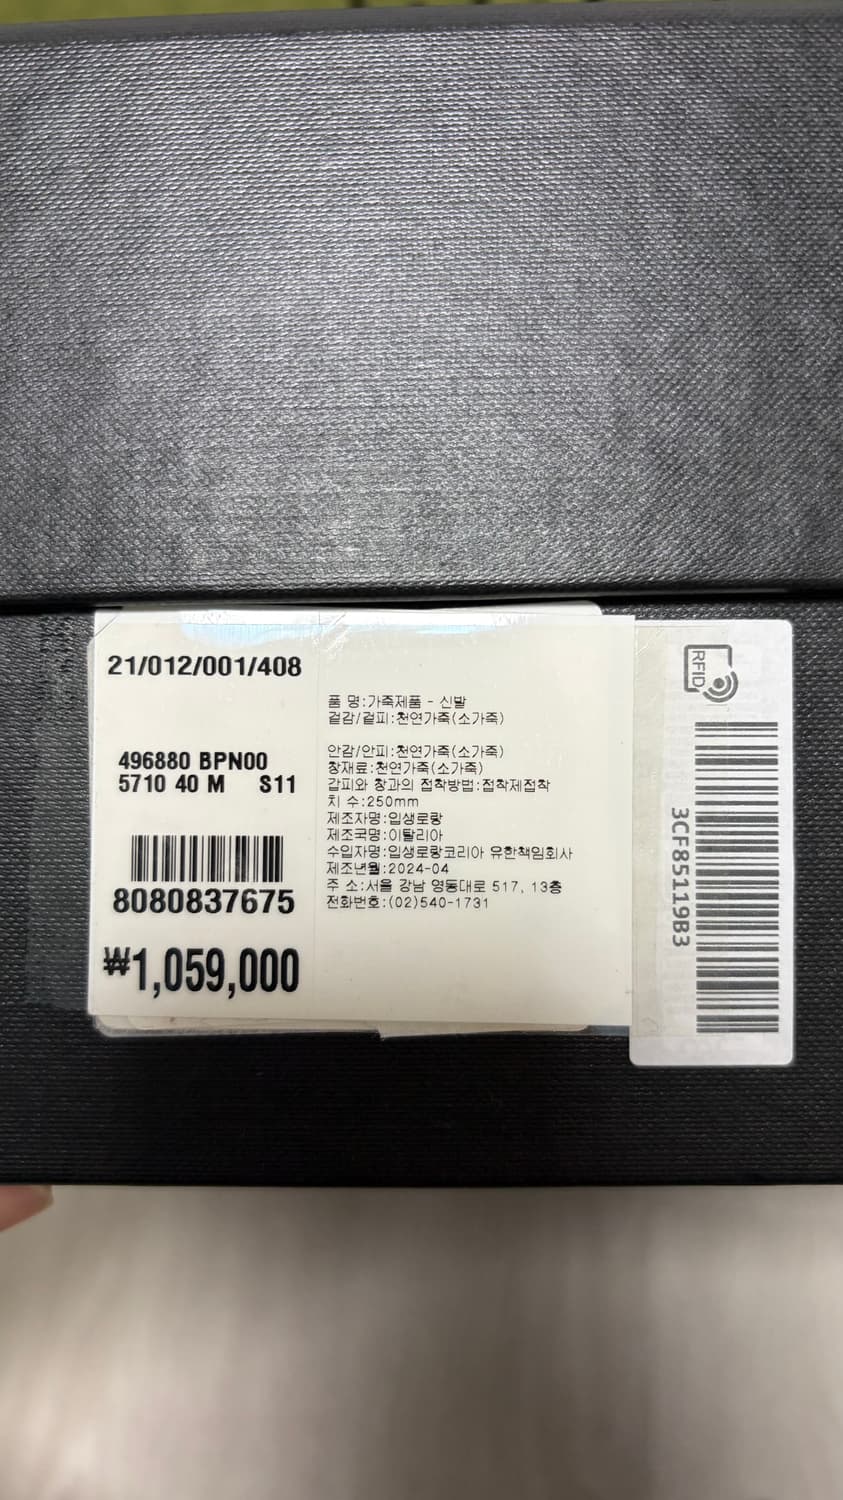 21/012/001/408
496880 BPN00
5710 40 M S11
8080837675
₩1,059,000
품 명:가죽제품 - 신발
겉감/겉피:천연가죽(소가죽)
안감/안피:천연가죽(소가죽)
창재료:천연가죽(소가죽)
갑피와 창과의 접착방법:접착제접착
치 수:250mm
제조자명:입생로랑
제조국명:이탈리아
수입자명:입생로랑코리아 유한책임회사
제조년월:2024-04
주 소:서울 강남 영동대로 517, 13층
전화번호:(02)540-1731
RFID
3CF85119B3